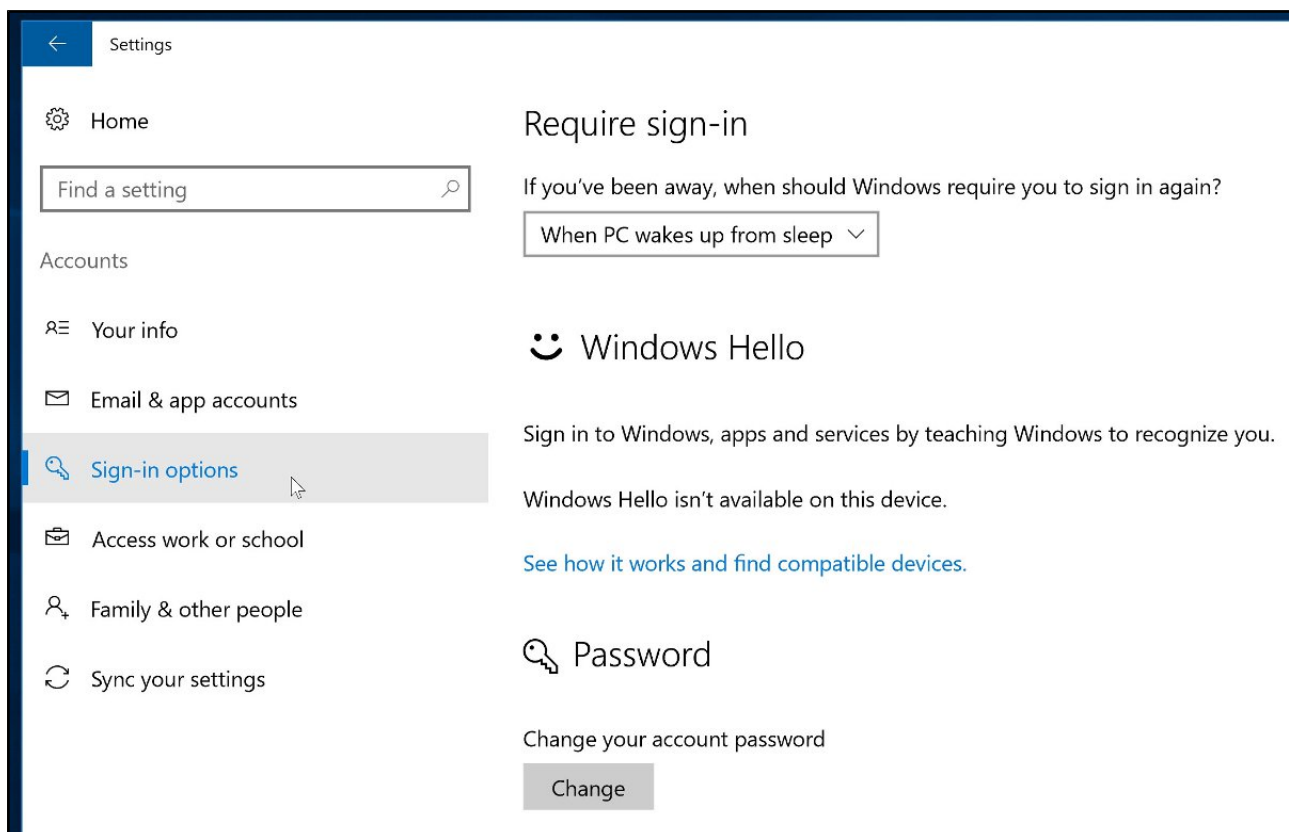 Settings
Home
Find a setting
Accounts
Your info
Email & app accounts
Sign-in options
Access work or school
Family & other people
Sync your settings
Require sign-in
If you've been away, when should Windows require you to sign in again?
When PC wakes up from sleep
Windows Hello
Sign in to Windows, apps and services by teaching Windows to recognize you.
Windows Hello isn't available on this device.
See how it works and find compatible devices.
Password
Change your account password
Change